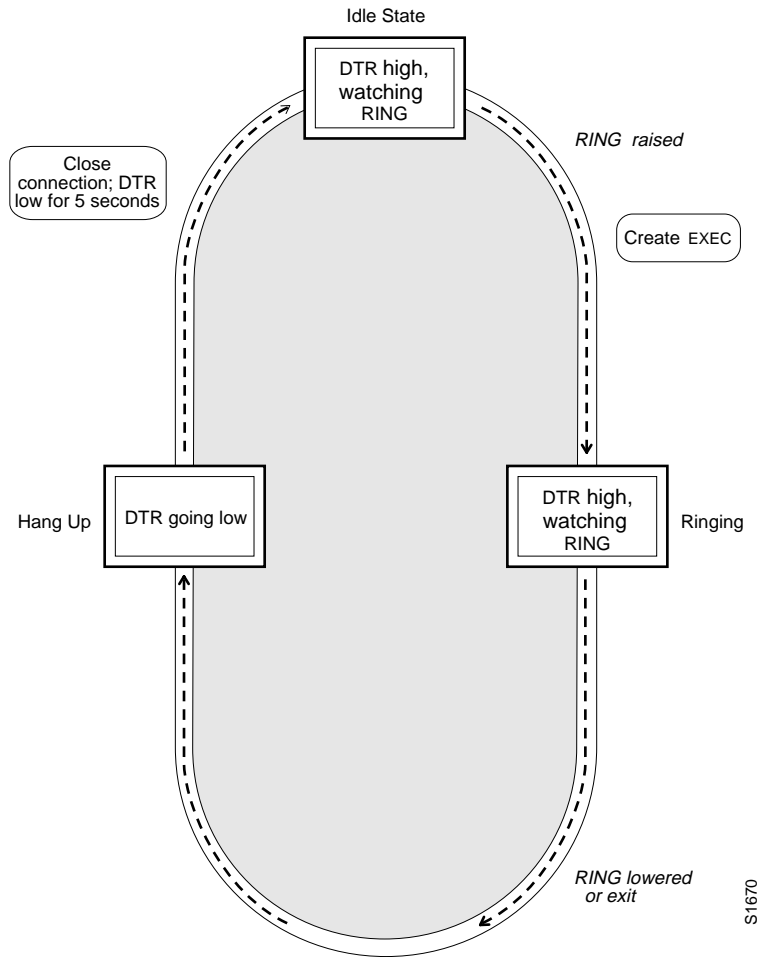 Idle State
DTR high,
watching
RING
RING raised
Close
connection; DTR
low for 5 seconds
Create EXEC
Hang Up
DTR going low
DTR high,
watching
RING
Ringing
RING lowered
or exit
S1670